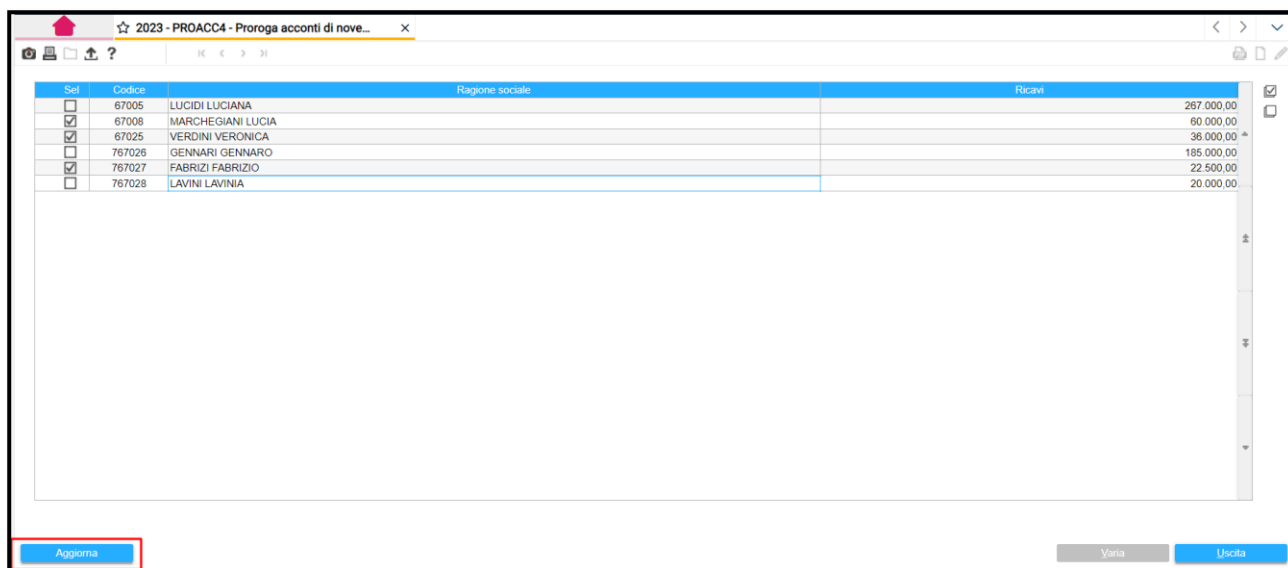 2023 - PROACC4 - Proroga acconti di nove...
?
Sel Codice Ragione sociale Ricavi
67005 LUCIDI LUCIANA 267.000,00
67008 MARCHEGIANI LUCIA 60.000,00
67025 VERDINI VERONICA 36.000,00
767026 GENNARI GENNARO 185.000,00
767027 FABRIZI FABRIZIO 22.500,00
767028 LAVINI LAVINIA 20.000,00
Aggiorna Varia Uscita